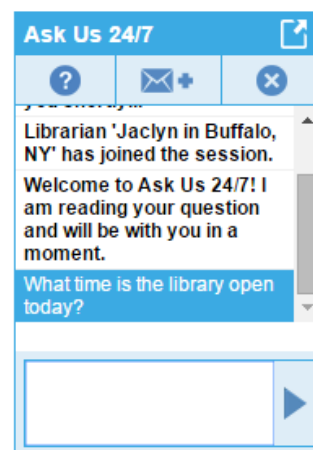 Ask Us 24/7
Librarian 'Jaclyn in Buffalo,
NY' has joined the session.
Welcome to Ask Us 24/7! I
am reading your question
and will be with you in a
moment.
What time is the library open
today?